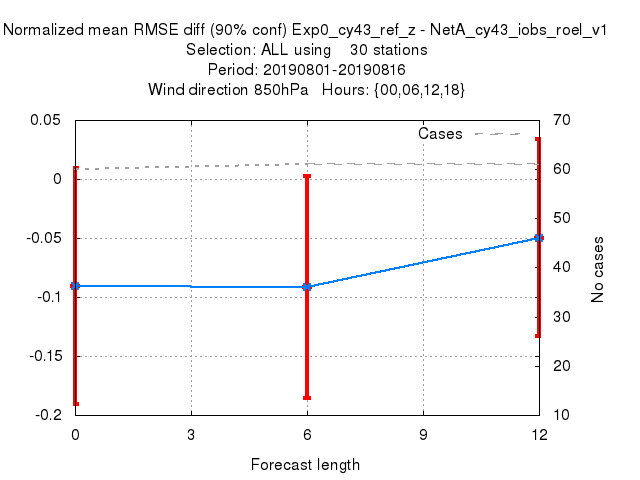 Normalized mean RMSE diff (90% conf) Exp0_cy43_ref_z - NetA_cy43_iobs_roel_v1
Selection: ALL using    30 stations
Period: 20190801-20190816
Wind direction 850hPa   Hours: {00,06,12,18}
Cases
0.05
0
-0.05
-0.1
-0.15
-0.2
70
60
50
40
30
20
10
No cases
0 3 6 9 12
Forecast length